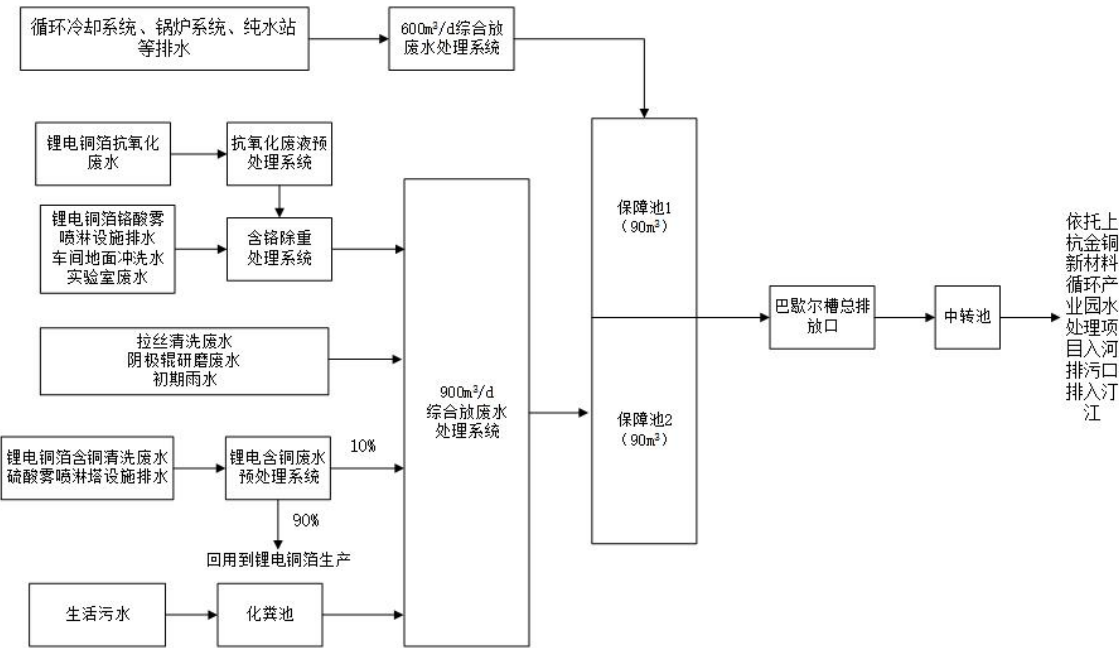 循环冷却系统、锅炉系统、纯水站
等排水
600m³/d综合放
废水处理系统
锂电铜箔抗氧化
废水
抗氧化废液预
处理系统
锂电铜箔铬酸雾
喷淋设施排水
车间地面冲洗水
实验室废水
含铬除重
处理系统
拉丝清洗废水
阴极辊研磨废水
初期雨水
锂电铜箔含铜清洗废水
硫酸雾喷淋塔设施排水
锂电含铜废水
预处理系统
10%
90%
回用到锂电铜箔生产
生活污水
化粪池
900m³/d
综合放废水
处理系统
保障池1
（90m³）
保障池2
（90m³）
巴歇尔槽总排
放口
中转池
依托上
杭金铜
新材料
循环产
业园水
处理项
目入河
排污口
排入汀
江